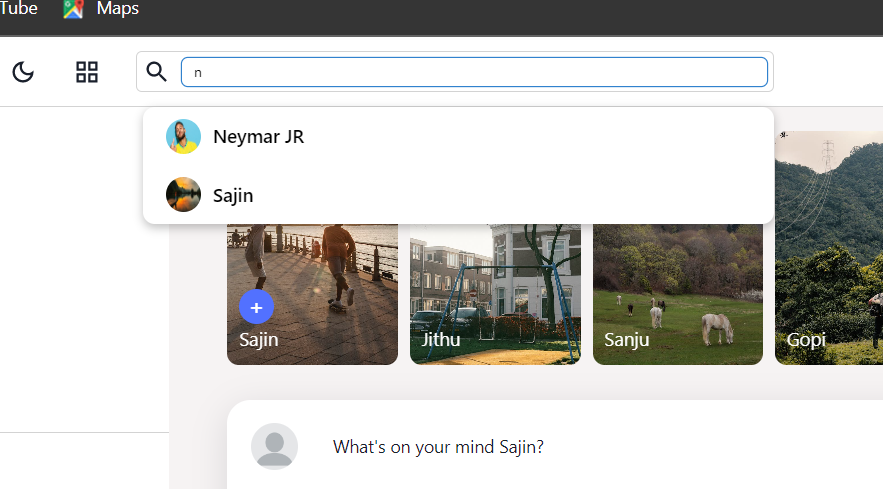 Tube Maps
n
Neymar JR
Sajin
+
Sajin Jithu Sanju Gopi
What's on your mind Sajin?